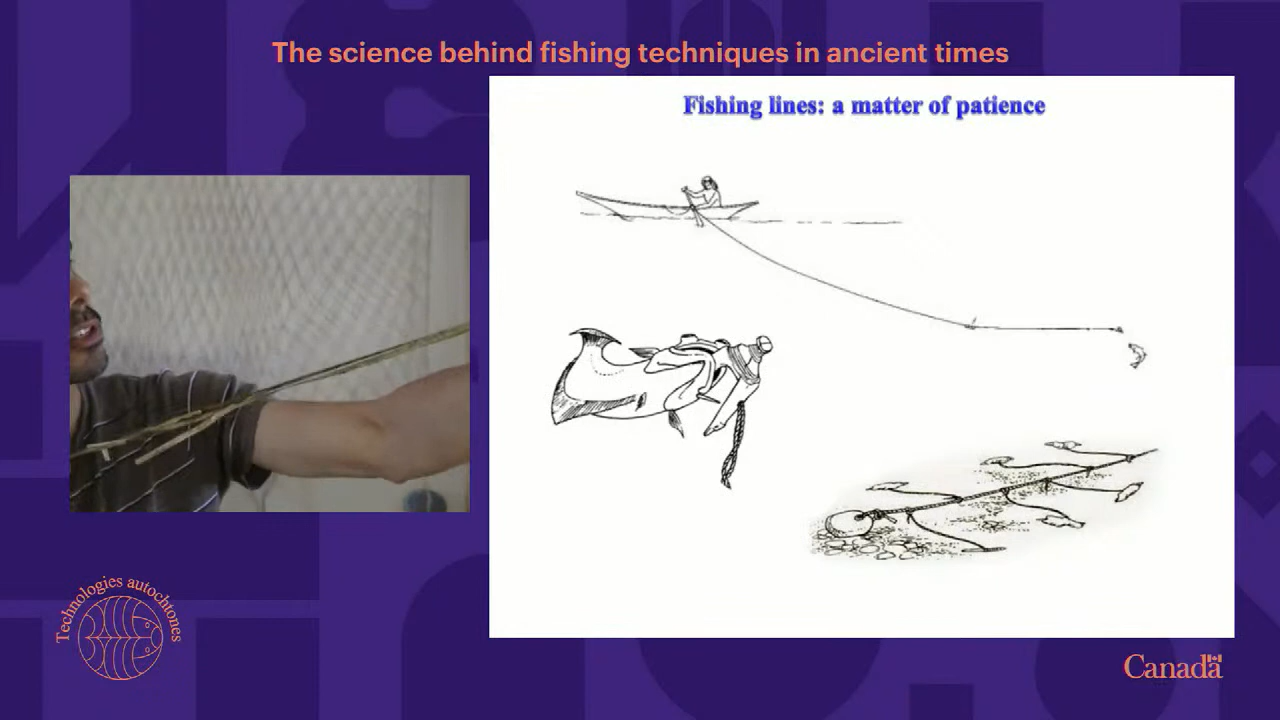 The science behind fishing techniques in ancient times
Fishing lines: a matter of patience
Technologies autochtones
Canada